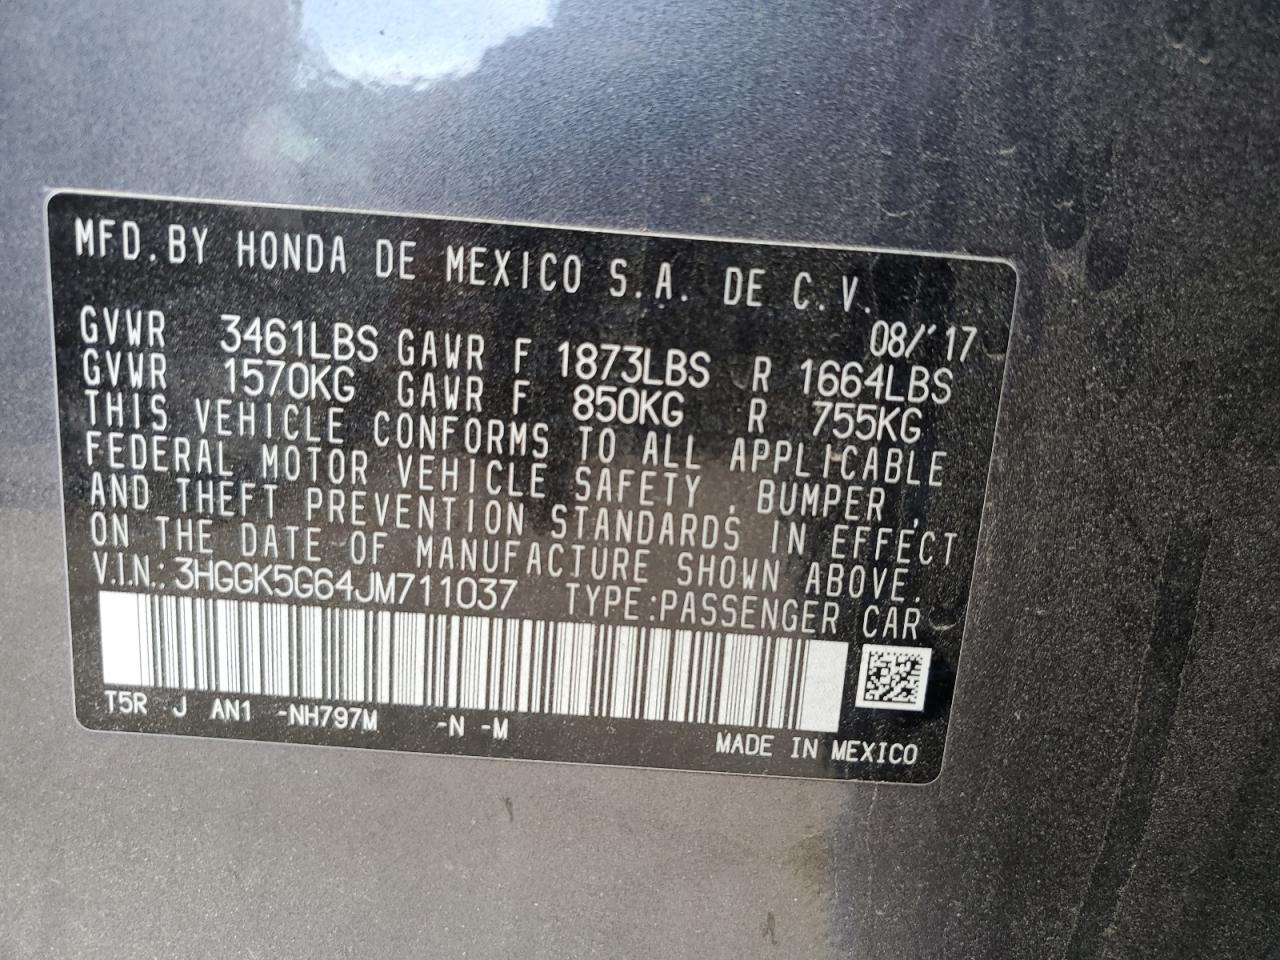 MFD. BY HONDA DE MEXICO S.A. DE C.V.
08/'17
GVWR 3461LBS GAWR F 1873LBS R 1664LBS
GVWR 1570KG GAWR F 850KG R 755KG
THIS VEHICLE CONFORMS TO ALL APPLICABLE
FEDERAL MOTOR VEHICLE SAFETY, BUMPER,
AND THEFT PREVENTION STANDARDS IN EFFECT
ON THE DATE OF MANUFACTURE SHOWN ABOVE.
V.I.N.: 3HGGK5G64JM711037 TYPE:PASSENGER CAR
T5R J AN1 -NH797M -N -M
MADE IN MEXICO